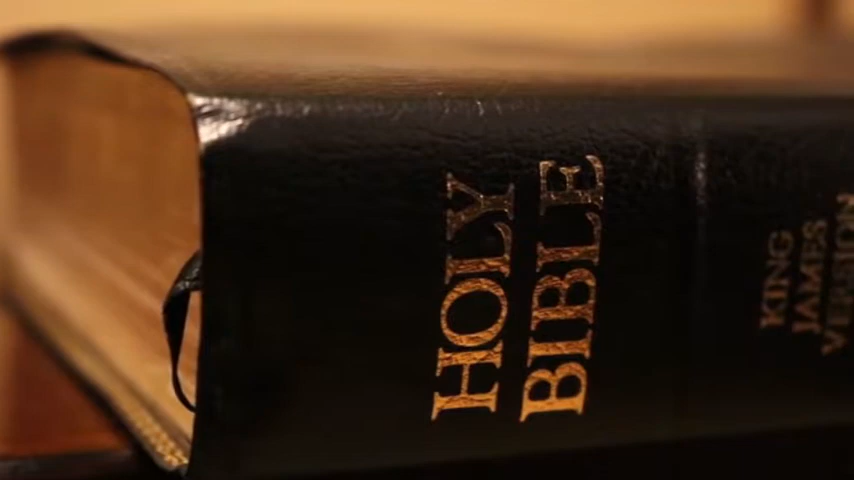 HOLY
BIBLE
KING
JAMES
VERSION